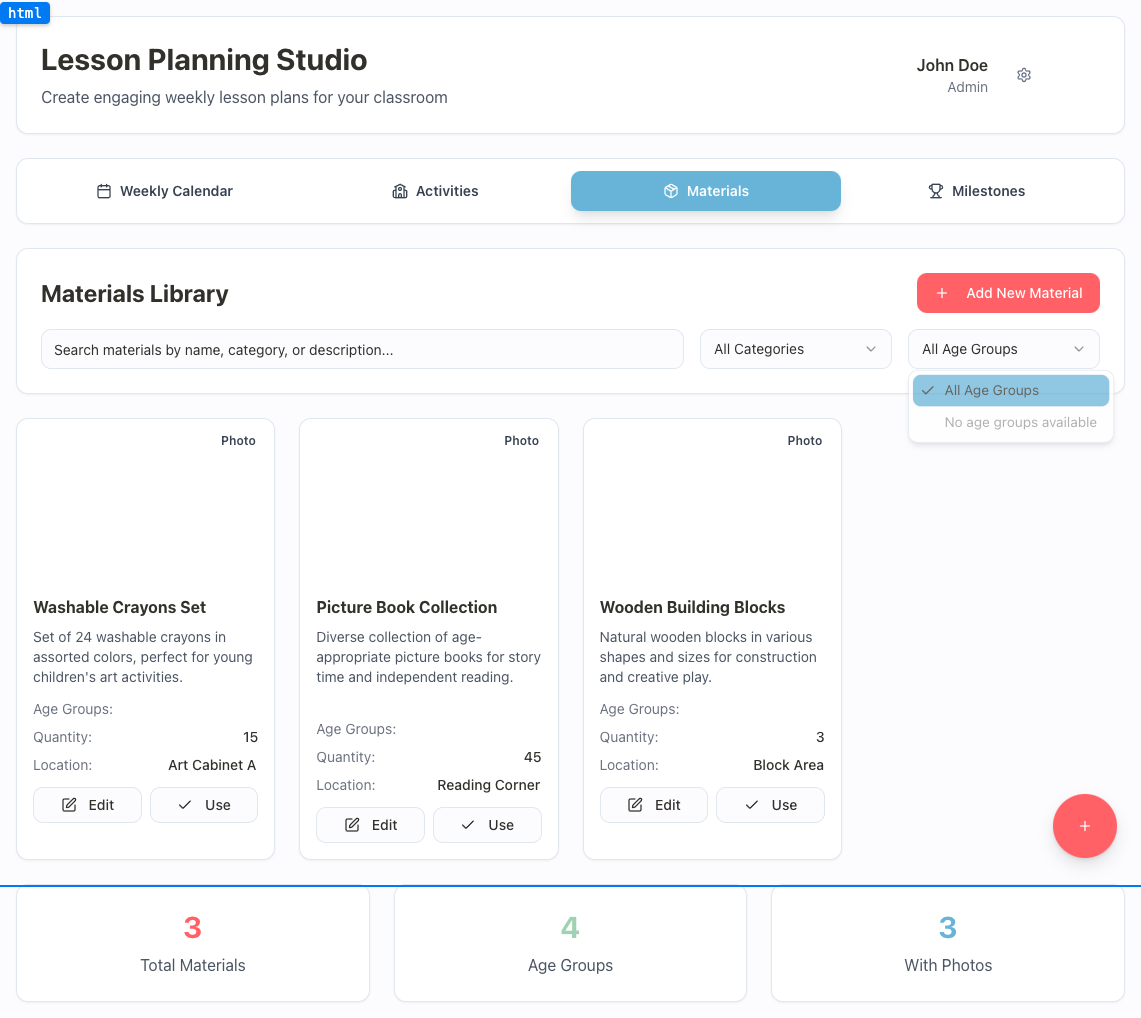 html
Lesson Planning Studio
Create engaging weekly lesson plans for your classroom
John Doe
Admin
Weekly Calendar
Activities
Materials
Milestones
Materials Library
+ Add New Material
Search materials by name, category, or description...
All Categories
All Age Groups
All Age Groups
No age groups available
Photo
Washable Crayons Set
Set of 24 washable crayons in
assorted colors, perfect for young
children's art activities.
Age Groups:
Quantity: 15
Location: Art Cabinet A
Edit
Use
Photo
Picture Book Collection
Diverse collection of age-
appropriate picture books for story
time and independent reading.
Age Groups:
Quantity: 45
Location: Reading Corner
Edit
Use
Photo
Wooden Building Blocks
Natural wooden blocks in various
shapes and sizes for construction
and creative play.
Age Groups:
Quantity: 3
Location: Block Area
Edit
Use
+
3
Total Materials
4
Age Groups
3
With Photos